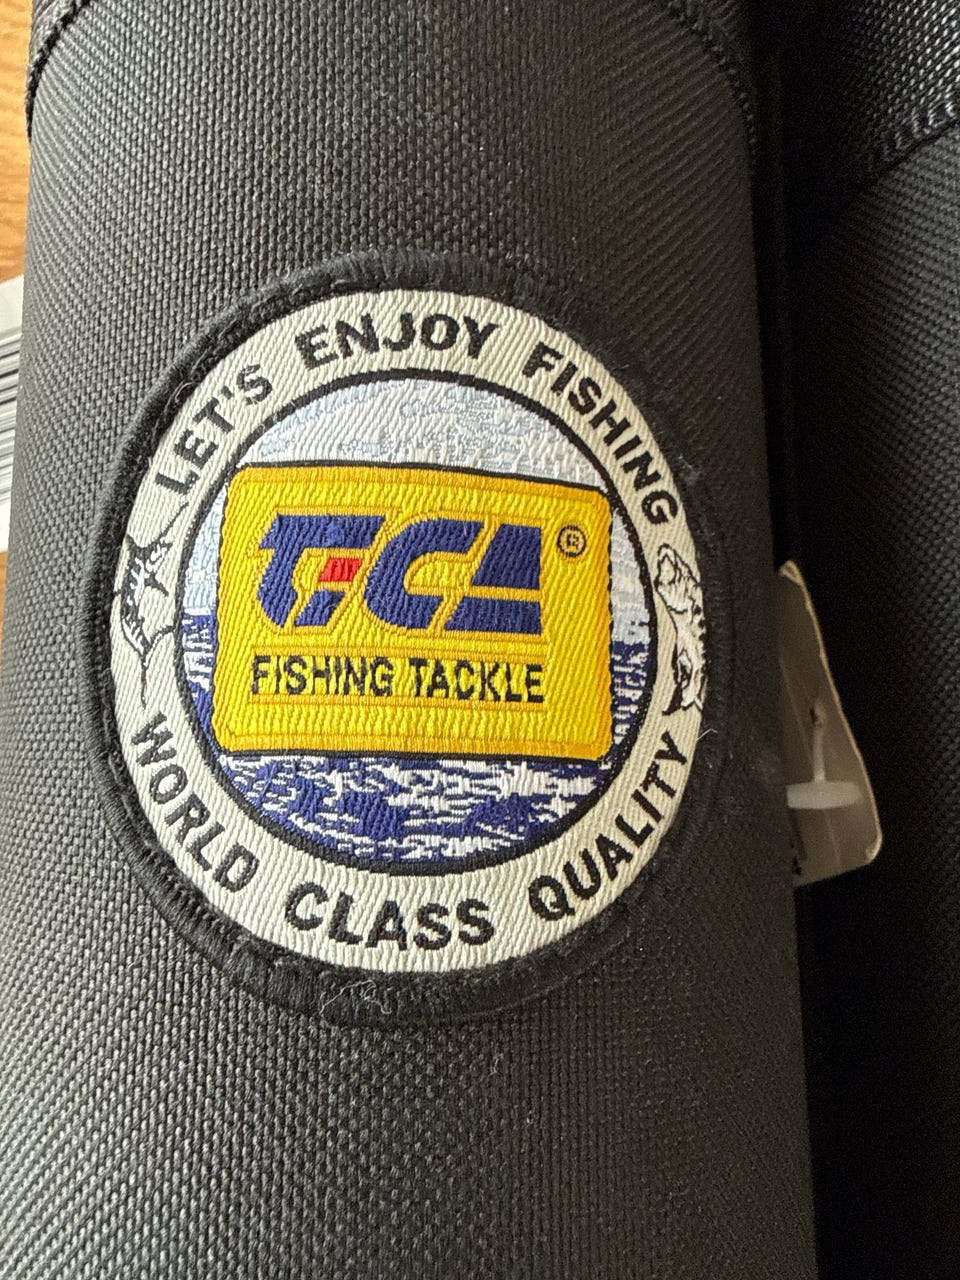 LET'S ENJOY FISHING
TICA ®
FISHING TACKLE
WORLD CLASS QUALITY